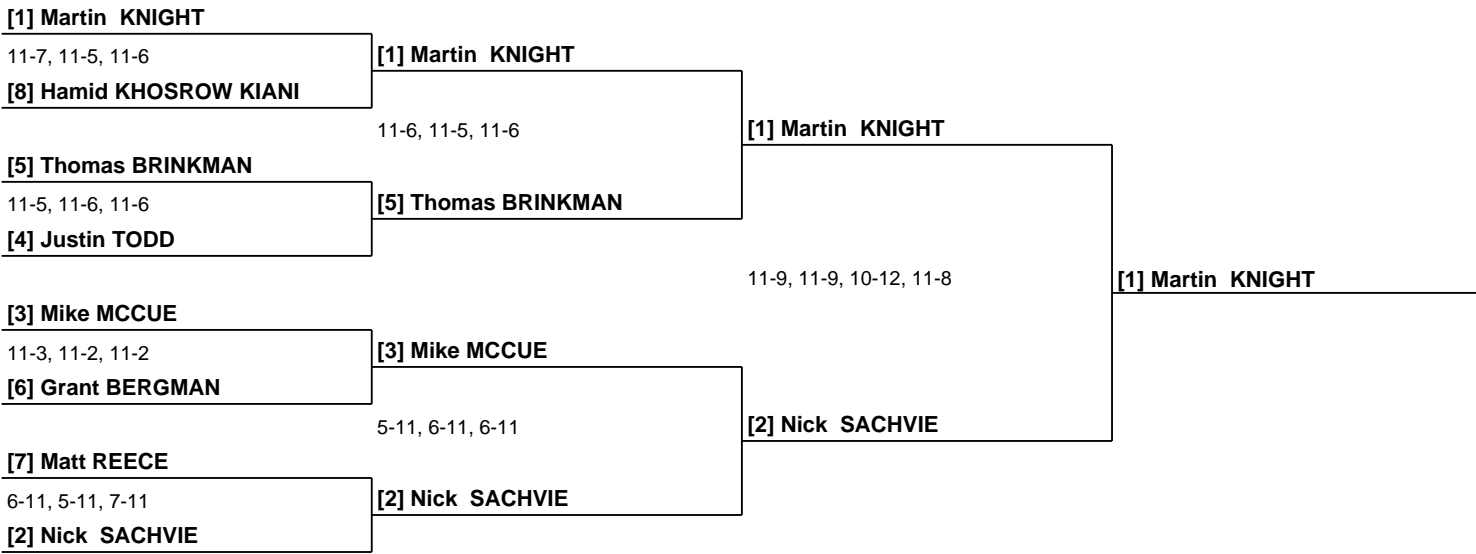 [1] Martin KNIGHT
11-7, 11-5, 11-6
[8] Hamid KHOSROW KIANI
[5] Thomas BRINKMAN
11-5, 11-6, 11-6
[4] Justin TODD
[3] Mike MCCUE
11-3, 11-2, 11-2
[6] Grant BERGMAN
[7] Matt REECE
6-11, 5-11, 7-11
[2] Nick SACHVIE
[1] Martin KNIGHT
11-6, 11-5, 11-6
[5] Thomas BRINKMAN
[3] Mike MCCUE
5-11, 6-11, 6-11
[2] Nick SACHVIE
[1] Martin KNIGHT
11-9, 11-9, 10-12, 11-8
[2] Nick SACHVIE
[1] Martin KNIGHT